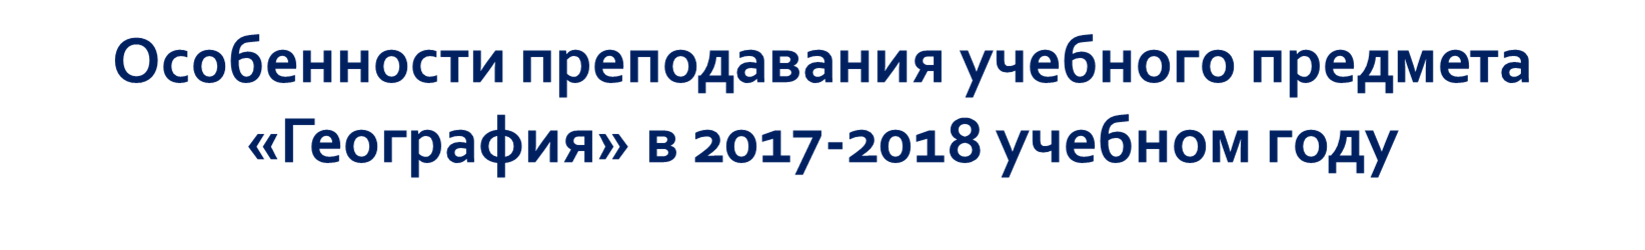 Особенности преподавания учебного предмета
«География» в 2017-2018 учебном году